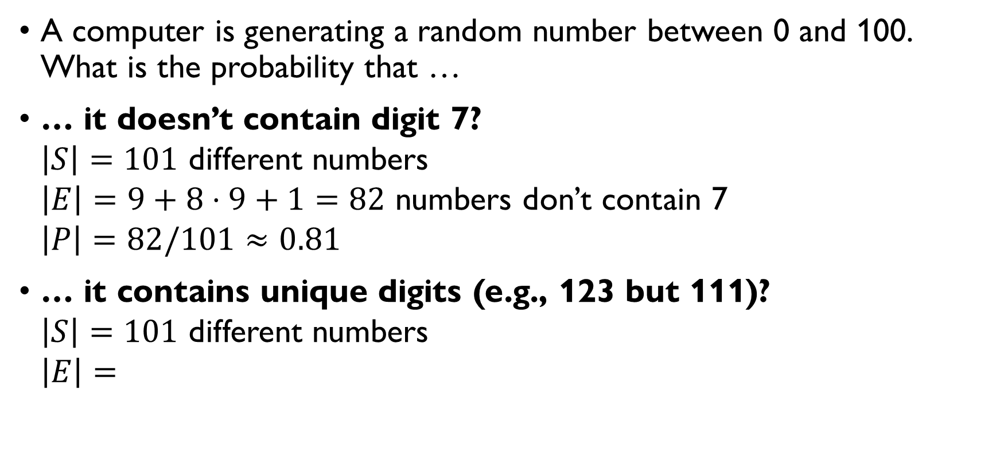 • A computer is generating a random number between 0 and 100.
What is the probability that …
• … it doesn’t contain digit 7?
|S| = 101 different numbers
|E| = 9 + 8 · 9 + 1 = 82 numbers don’t contain 7
|P| = 82/101 ≈ 0.81
• … it contains unique digits (e.g., 123 but 111)?
|S| = 101 different numbers
|E| =